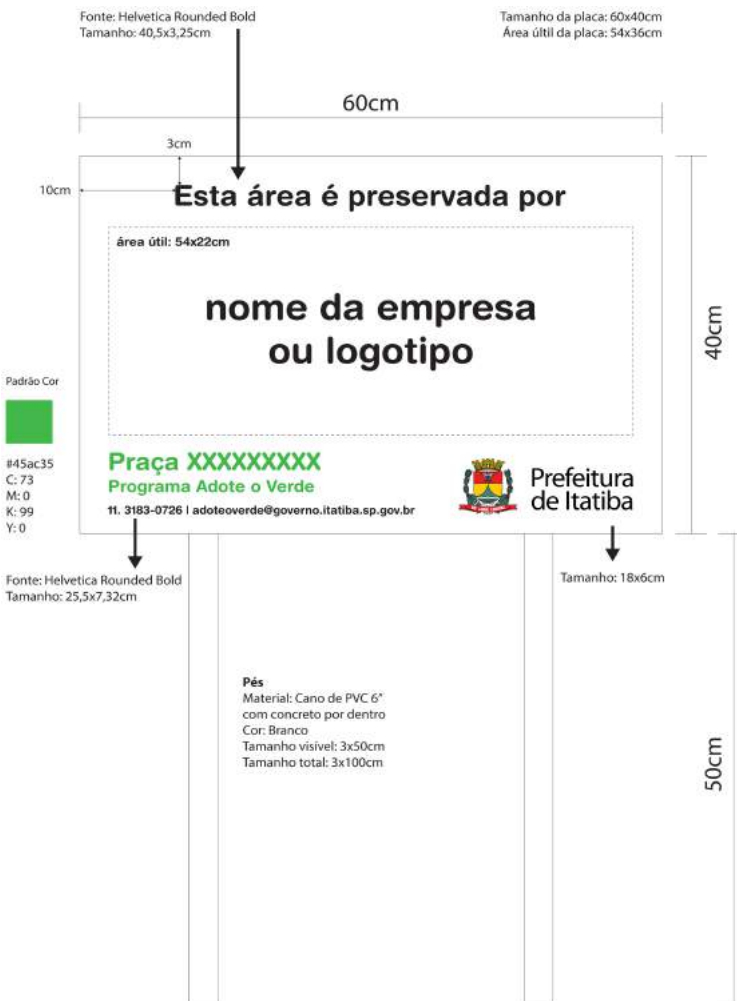 Fonte: Helvetica Rounded Bold
Tamanho: 40,5x3,25cm
Tamanho da placa: 60x40cm
Área últil da placa: 54x36cm
60cm
3cm
10cm
Esta área é preservada por
área útil: 54x22cm
nome da empresa
ou logotipo
40cm
Padrão Cor
#45ac35
C: 73
M: 0
K: 99
Y: 0
Praça XXXXXXXXX
Programa Adote o Verde
11. 3183-0726 | adoteoverde@governo.itatiba.sp.gov.br
Prefeitura
de Itatiba
Fonte: Helvetica Rounded Bold
Tamanho: 25,5x7,32cm
Tamanho: 18x6cm
Pés
Material: Cano de PVC 6"
com concreto por dentro
Cor: Branco
Tamanho visível: 3x50cm
Tamanho total: 3x100cm
50cm